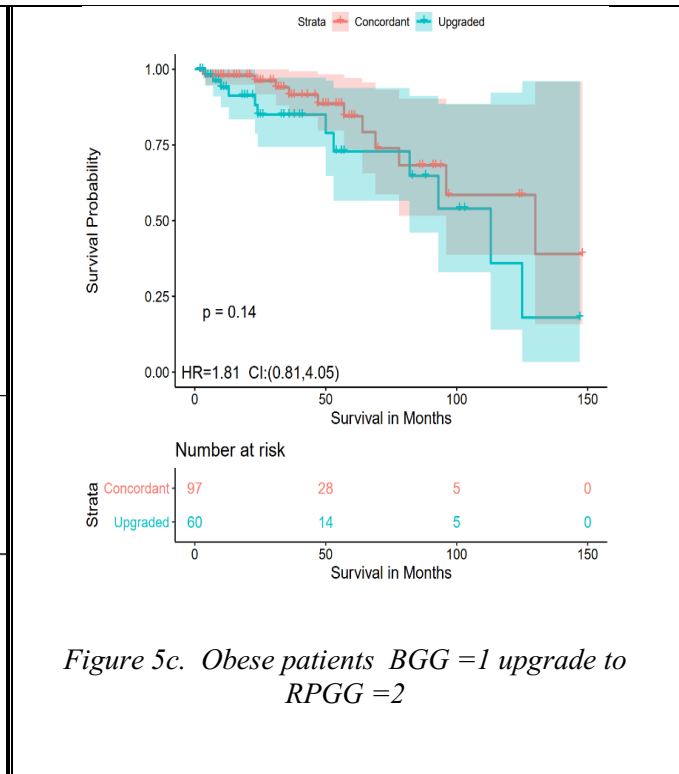 Strata Concordant Upgraded
1.00
0.75
0.50
0.25
0.00
Survival Probability
p = 0.14
HR=1.81 CI:(0.81,4.05)
0 50 100 150
Survival in Months
Number at risk
Strata
Concordant 97 28 5 0
Upgraded 60 14 5 0
0 50 100 150
Survival in Months
Figure 5c. Obese patients BGG =1 upgrade to
RPGG =2